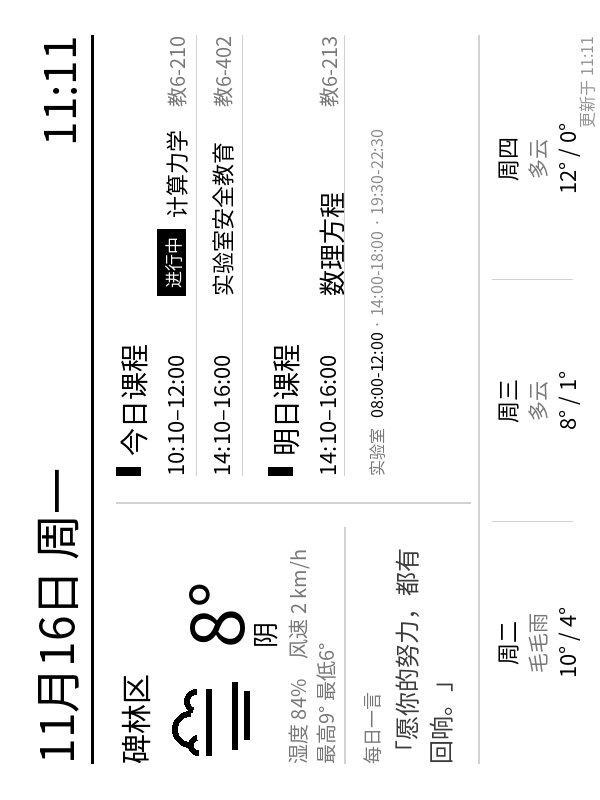 11月16日 周一
11:11
碑林区
8°
阴
湿度 84% 风速 2 km/h
最高9° 最低6°
每日一言
「愿你的努力，都有
回响。」
今日课程
10:10–12:00 进行中 计算力学 教6-210
14:10–16:00 实验室安全教育 教6-402
明日课程
14:10–16:00 数理方程 教6-213
实验室 08:00-12:00 · 14:00-18:00 · 19:30-22:30
周二
毛毛雨
10° / 4°
周三
多云
8° / 1°
周四
多云
12° / 0°
更新于 11:11